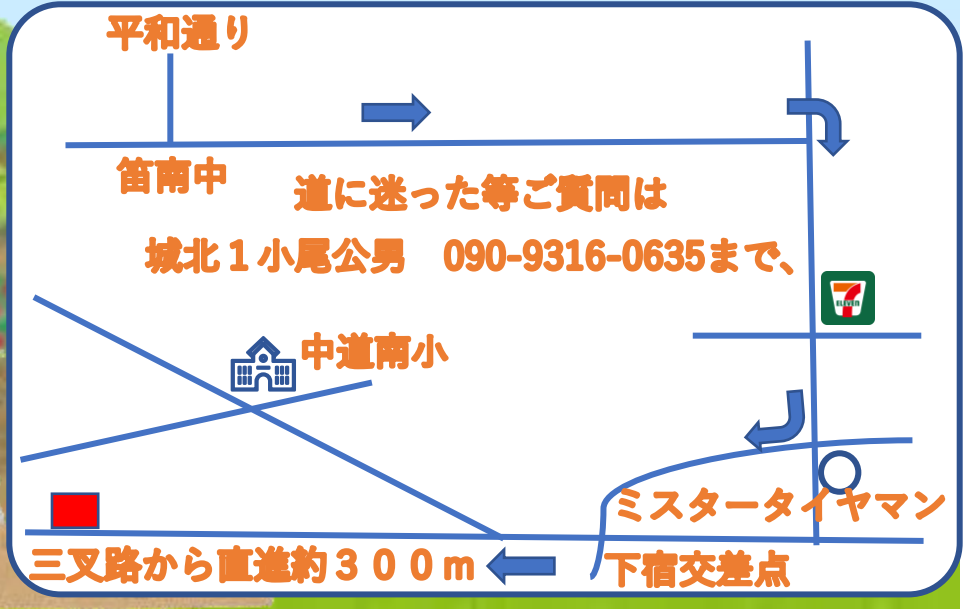 平和通り
笛南中
道に迷った等ご質問は
城北１小尾公男　090-9316-0635まで、
ELEVEN
中道南小
ミスタータイヤマン
三叉路から直進約３００ｍ
下宿交差点